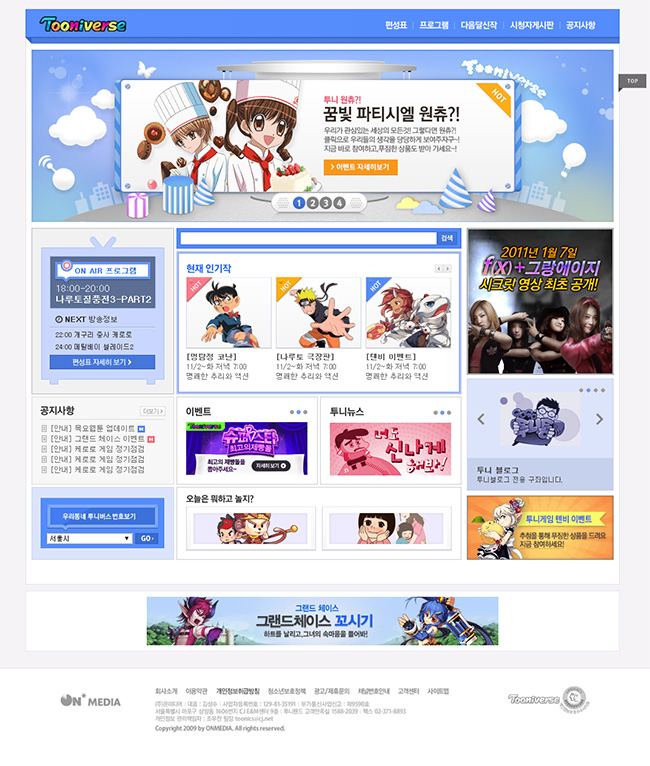 Tooniverse
편성표 | 프로그램 | 다음달신작 | 시청자게시판 | 공지사항
TOP
Tooniverse
HOT
투니 원츄?!
꿈빛 파티시엘 원츄?!
우리가 관심있는 세상의 모든것! 그렇다면 원츄?!
클릭으로 우리들의 생각을 당당하게 보여주자구~!
지금 바로 참여하고,푸짐한 상품도 받아 가세요~!
> 이벤트 자세히보기
1 2 3 4
ON AIR 프로그램
18:00~20:00
나루토질풍전3-PART2
NEXT 방송정보
22:00 개구리 중사 케로로
24:00 메탈베이 블레이드2
편성표 자세히 보기 >
검색
현재 인기작
HOT
HOT
HOT
[명탐정 코난]
11/2~화 저녁 7:00
명쾌한 추리와 액션
[나루토 극장판]
11/2~화 저녁 7:00
명쾌한 추리와 액션
[텐비 이벤트]
11/2~화 저녁 7:00
명쾌한 추리와 액션
2011년 1월 7일
f(x)+그랑에이지
시크릿 영상 최초 공개!
공지사항
더보기 >
[안내] 목요웹툰 업데이트 N
[안내] 그랜드 체이스 이벤트 H
[안내] 케로로 게임 정기점검
[안내] 케로로 게임 정기점검
[안내] 케로로 게임 정기점검
이벤트
슈퍼스타
최고의 제빵돌
최고의 제빵돌을
뽑아주세요~
자세히 보기
투니뉴스
너도
신나게
해봐!
투니 블로그
투니블로그 전용 구좌입니다.
우리동네 투니버스 번호보기
서울시
GO >
오늘은 뭐하고 놀지?
투니게임 텐비 이벤트
추첨을 통해 푸짐한 상품을 드려요
지금 참여하세요!
그랜드 체이스
그랜드체이스 꼬시기
하트를 날리고,그녀의 속마음을 들어봐!
ON MEDIA
회사소개 이용약관 개인정보취급방침 청소년보호정책 광고/제휴문의 채널번호안내 고객센터 사이트맵
(주)온미디어 | 대표 : 김성수 | 사업자등록번호 : 129-81-35191 | 부가통신사업신고 : 제9590호
서울특별시 마포구 상암동 1606번지 CJ E&M센터 9층 | 투니랜드 고객만족실 1588-2039 | 팩스 02-371-8893
개인정보 관리책임자 : 조우찬 팀장 toonics@cj.net
Copyright 2009 by ONMEDIA. All rights reserved.
Tooniverse